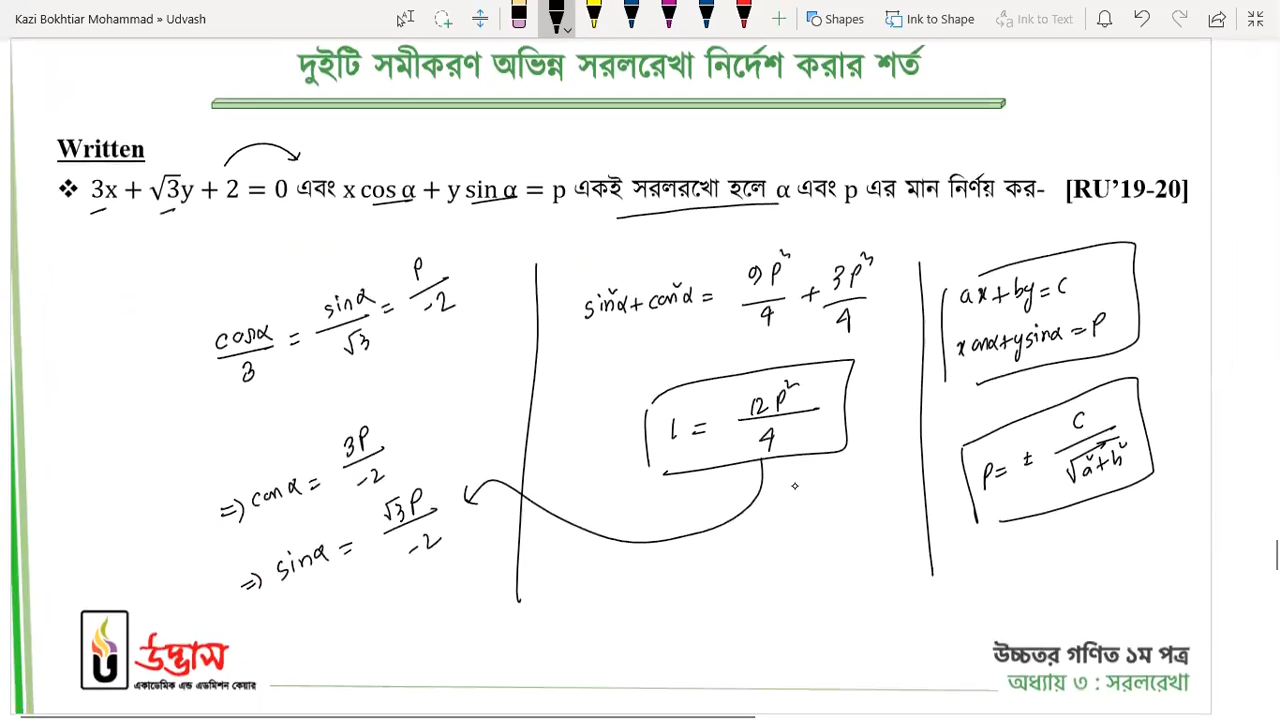 Kazi Bokhtiar Mohammad » Udvash
Shapes
Ink to Shape
Ink to Text
দুইটি সমীকরণ অভিন্ন সরলরেখা নির্দেশ করার শর্ত
Written
❖ 3x + √3y + 2 = 0 এবং x cos α + y sin α = p একই সরলরখো হলে α এবং p এর মান নির্ণয় কর- [RU’19-20]
cosα/3 = sinα/√3 = P/-2
⇒ cosα = 3P/-2
⇒ sinα = √3P/-2
sin²α + cos²α = 9P²/4 + 3P²/4
1 = 12P²/4
ax+by=c
x cosα+y sinα = P
P = ± c/√a²+b²
উদ্ভাস
একাডেমিক এন্ড এডমিশন কেয়ার
উচ্চতর গণিত ১ম পত্র
অধ্যায় ৩ : সরলরেখা